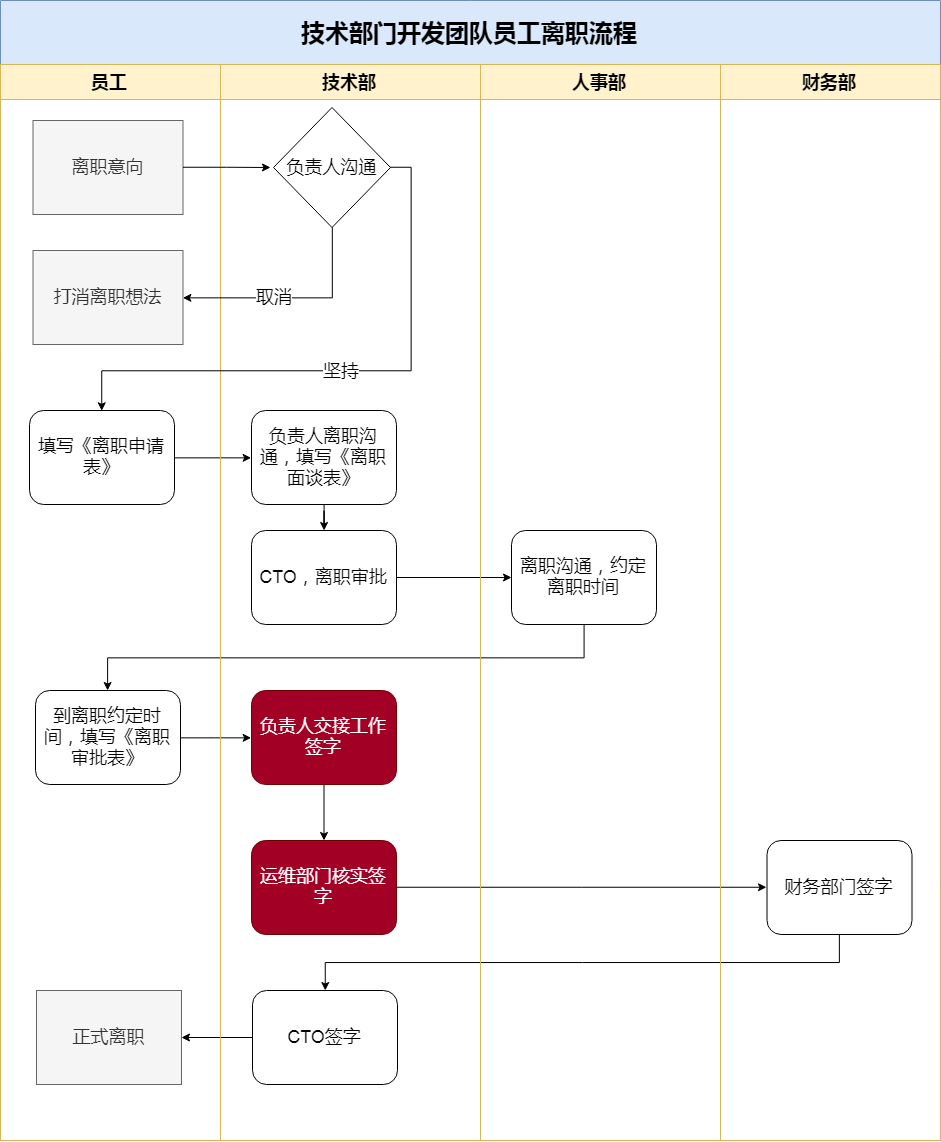 技术部门开发团队员工离职流程
员工
技术部
人事部
财务部
离职意向
负责人沟通
打消离职想法
取消
坚持
填写《离职申请
表》
负责人离职沟
通，填写《离职
面谈表》
CTO，离职审批
离职沟通，约定
离职时间
到离职约定时
间，填写《离职
审批表》
负责人交接工作
签字
运维部门核实签
字
财务部门签字
正式离职
CTO签字